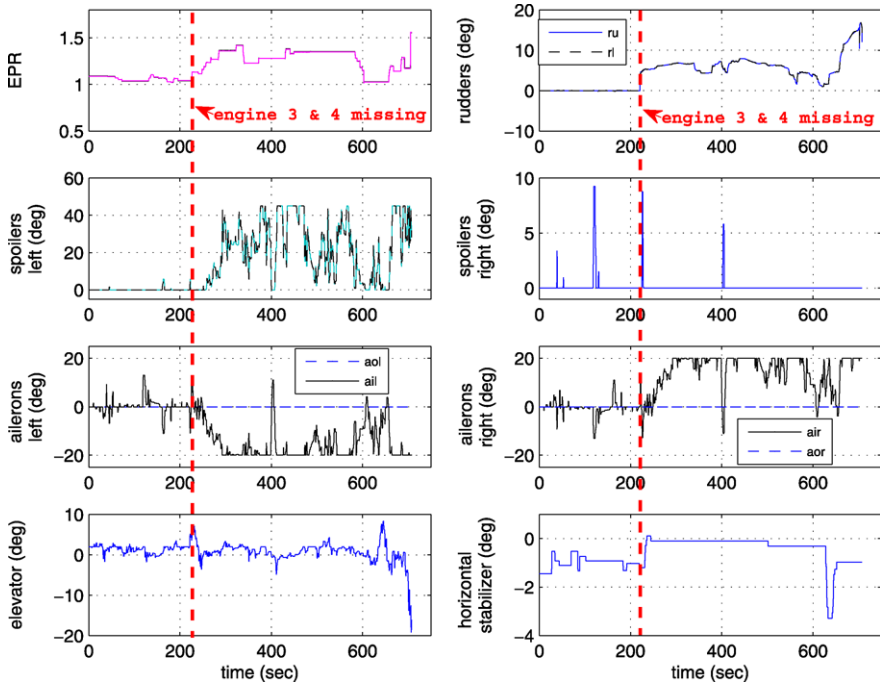 EPR
1.5
1
0.5
0
200
400
600
engine 3 & 4 missing
rudders (deg)
20
10
0
−10
0
200
400
600
ru
rl
engine 3 & 4 missing
spoilers
left (deg)
60
40
20
0
0
200
400
600
spoilers
right (deg)
10
5
0
0
200
400
600
ailerons
left (deg)
20
0
−20
0
200
400
600
aol
ail
ailerons
right (deg)
20
0
−20
0
200
400
600
air
aor
elevator (deg)
10
0
−10
−20
0
200
400
600
time (sec)
horizontal
stabilizer (deg)
0
−2
−4
0
200
400
600
time (sec)